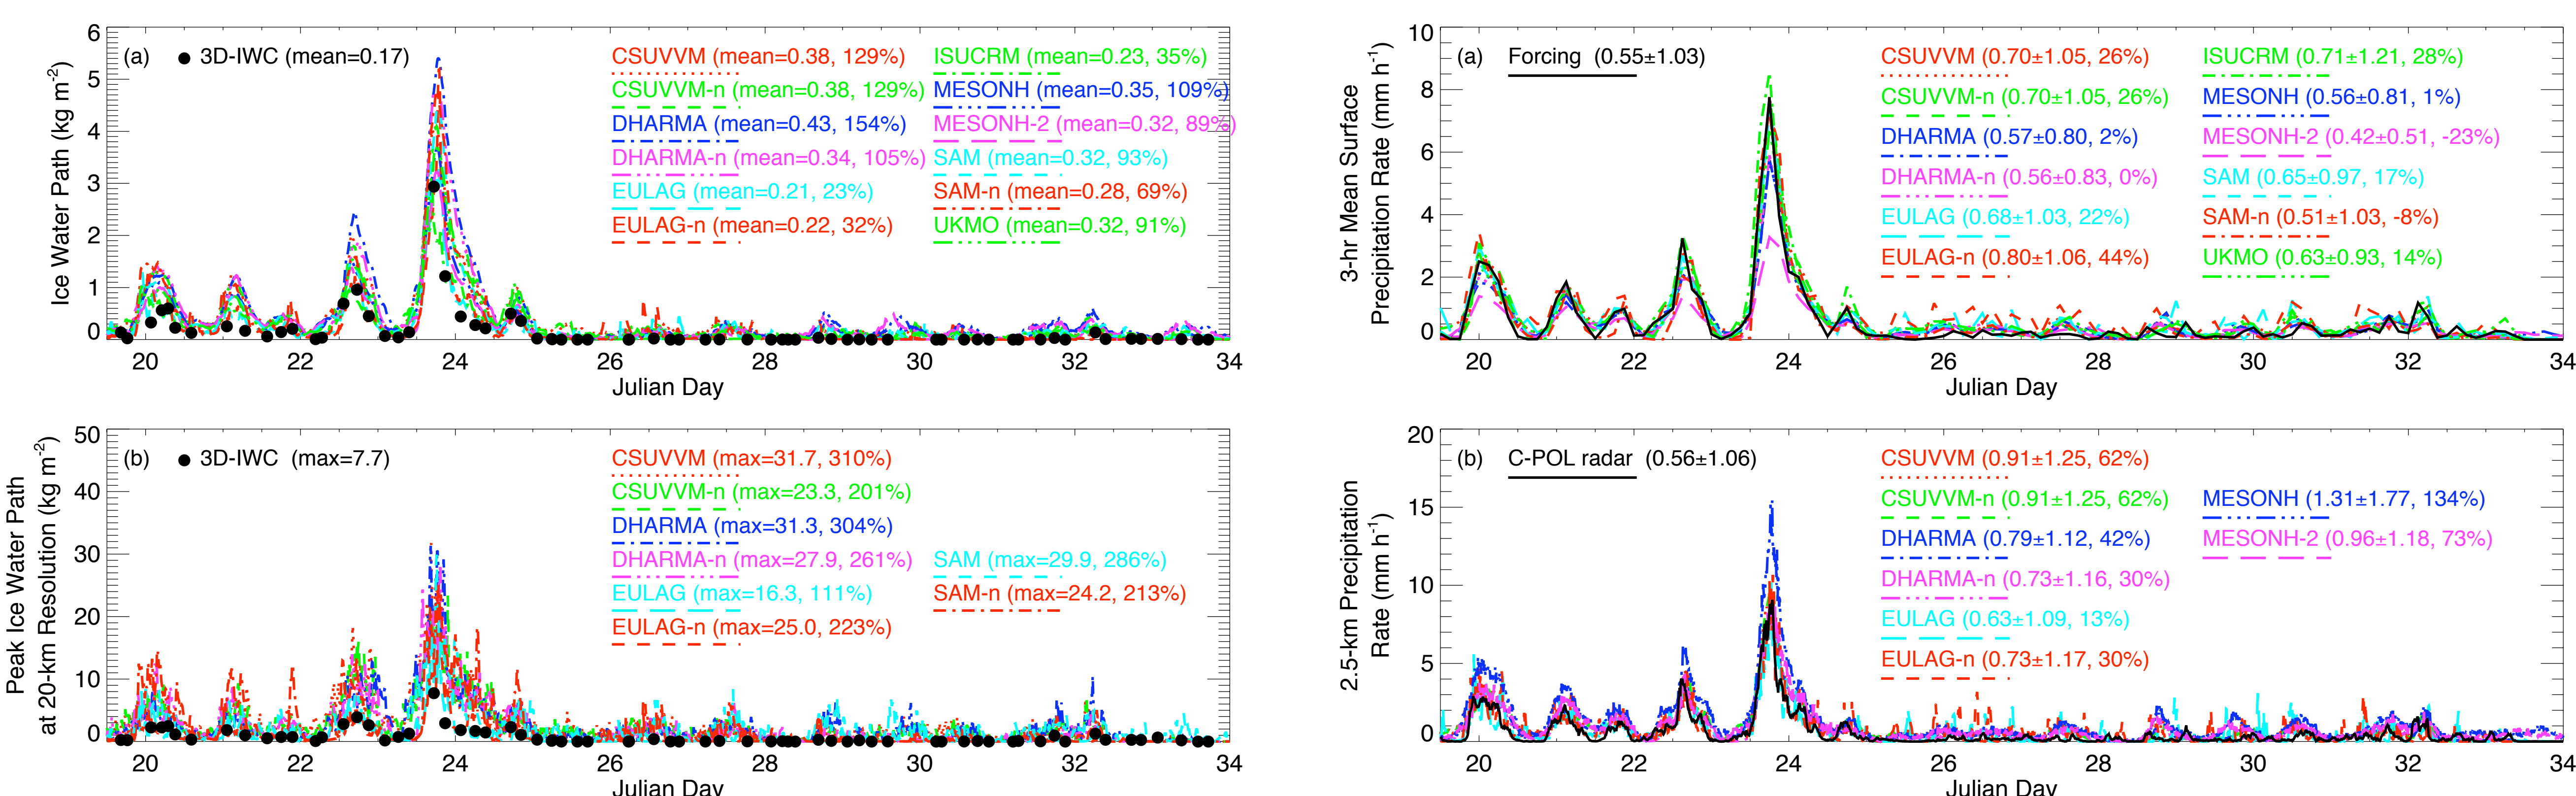 Ice Water Path (kg m-2)
6
5
4
3
2
1
0
(a)
3D-IWC (mean=0.17)
CSUVVM (mean=0.38, 129%)
CSUVVM-n (mean=0.38, 129%)
DHARMA (mean=0.43, 154%)
DHARMA-n (mean=0.34, 105%)
EULAG (mean=0.21, 23%)
EULAG-n (mean=0.22, 32%)
ISUCRM (mean=0.23, 35%)
MESONH (mean=0.35, 109%)
MESONH-2 (mean=0.32, 89%)
SAM (mean=0.32, 93%)
SAM-n (mean=0.28, 69%)
UKMO (mean=0.32, 91%)
20 22 24 26 28 30 32 34
Julian Day
3-hr Mean Surface
Precipitation Rate (mm h-1)
10
8
6
4
2
0
(a)
Forcing (0.55±1.03)
CSUVVM (0.70±1.05, 26%)
CSUVVM-n (0.70±1.05, 26%)
DHARMA (0.57±0.80, 2%)
DHARMA-n (0.56±0.83, 0%)
EULAG (0.68±1.03, 22%)
EULAG-n (0.80±1.06, 44%)
ISUCRM (0.71±1.21, 28%)
MESONH (0.56±0.81, 1%)
MESONH-2 (0.42±0.51, -23%)
SAM (0.65±0.97, 17%)
SAM-n (0.51±1.03, -8%)
UKMO (0.63±0.93, 14%)
20 22 24 26 28 30 32 34
Julian Day
Peak Ice Water Path
at 20-km Resolution (kg m-2)
50
40
30
20
10
0
(b)
3D-IWC (max=7.7)
CSUVVM (max=31.7, 310%)
CSUVVM-n (max=23.3, 201%)
DHARMA (max=31.3, 304%)
DHARMA-n (max=27.9, 261%)
EULAG (max=16.3, 111%)
EULAG-n (max=25.0, 223%)
SAM (max=29.9, 286%)
SAM-n (max=24.2, 213%)
20 22 24 26 28 30 32 34
Julian Day
2.5-km Precipitation
Rate (mm h-1)
20
15
10
5
0
(b)
C-POL radar (0.56±1.06)
CSUVVM (0.91±1.25, 62%)
CSUVVM-n (0.91±1.25, 62%)
DHARMA (0.79±1.12, 42%)
DHARMA-n (0.73±1.16, 30%)
EULAG (0.63±1.09, 13%)
EULAG-n (0.73±1.17, 30%)
MESONH (1.31±1.77, 134%)
MESONH-2 (0.96±1.18, 73%)
20 22 24 26 28 30 32 34
Julian Day